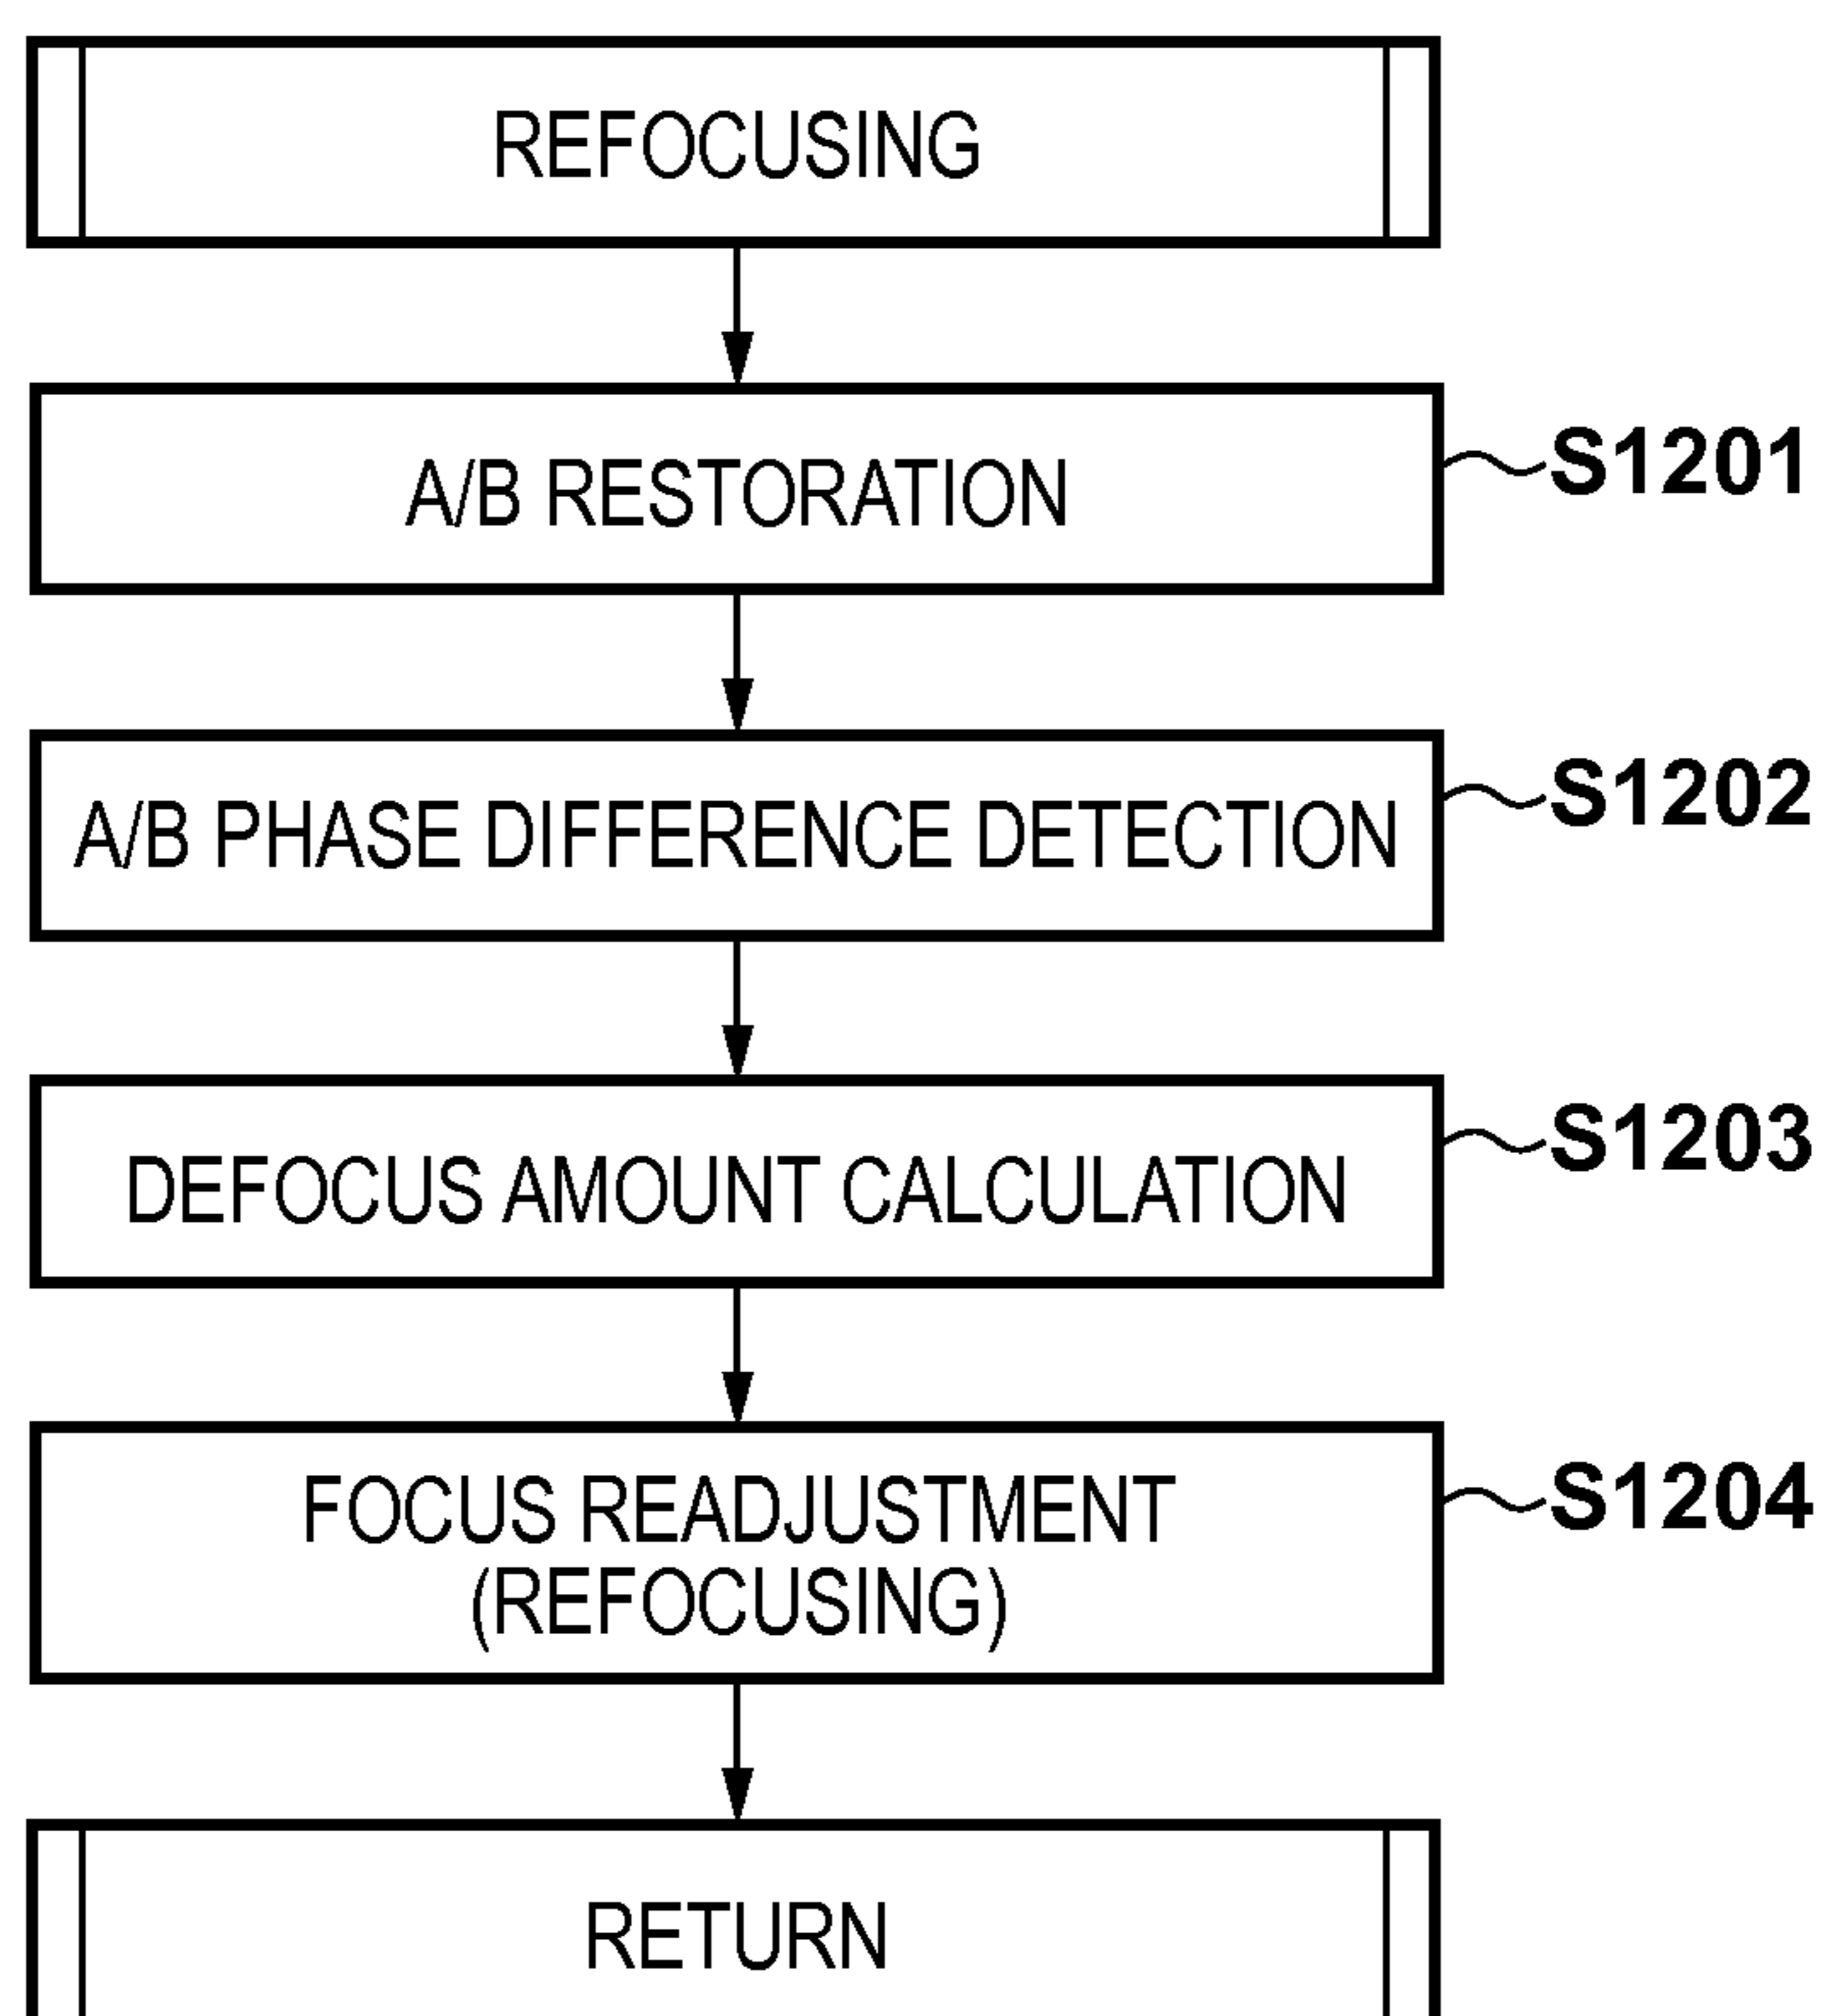 REFOCUSING
A/B RESTORATION
S1201
A/B PHASE DIFFERENCE DETECTION
S1202
DEFOCUS AMOUNT CALCULATION
S1203
FOCUS READJUSTMENT
(REFOCUSING)
S1204
RETURN